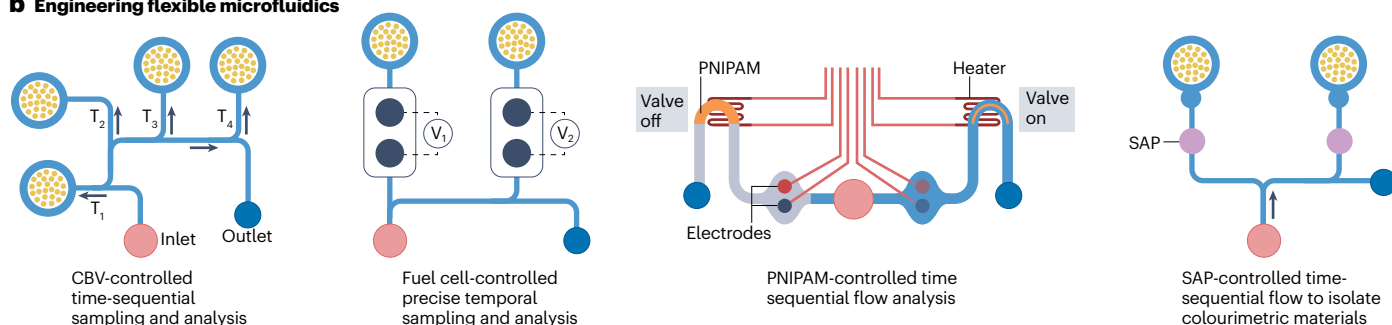 b Engineering flexible microfluidics
T2
T3
T4
T1
Inlet
Outlet
CBV-controlled
time-sequential
sampling and analysis
V1
V2
Fuel cell-controlled
precise temporal
sampling and analysis
PNIPAM
Heater
Valve
off
Valve
on
Electrodes
PNIPAM-controlled time
sequential flow analysis
SAP
SAP-controlled time-
sequential flow to isolate
colourimetric materials